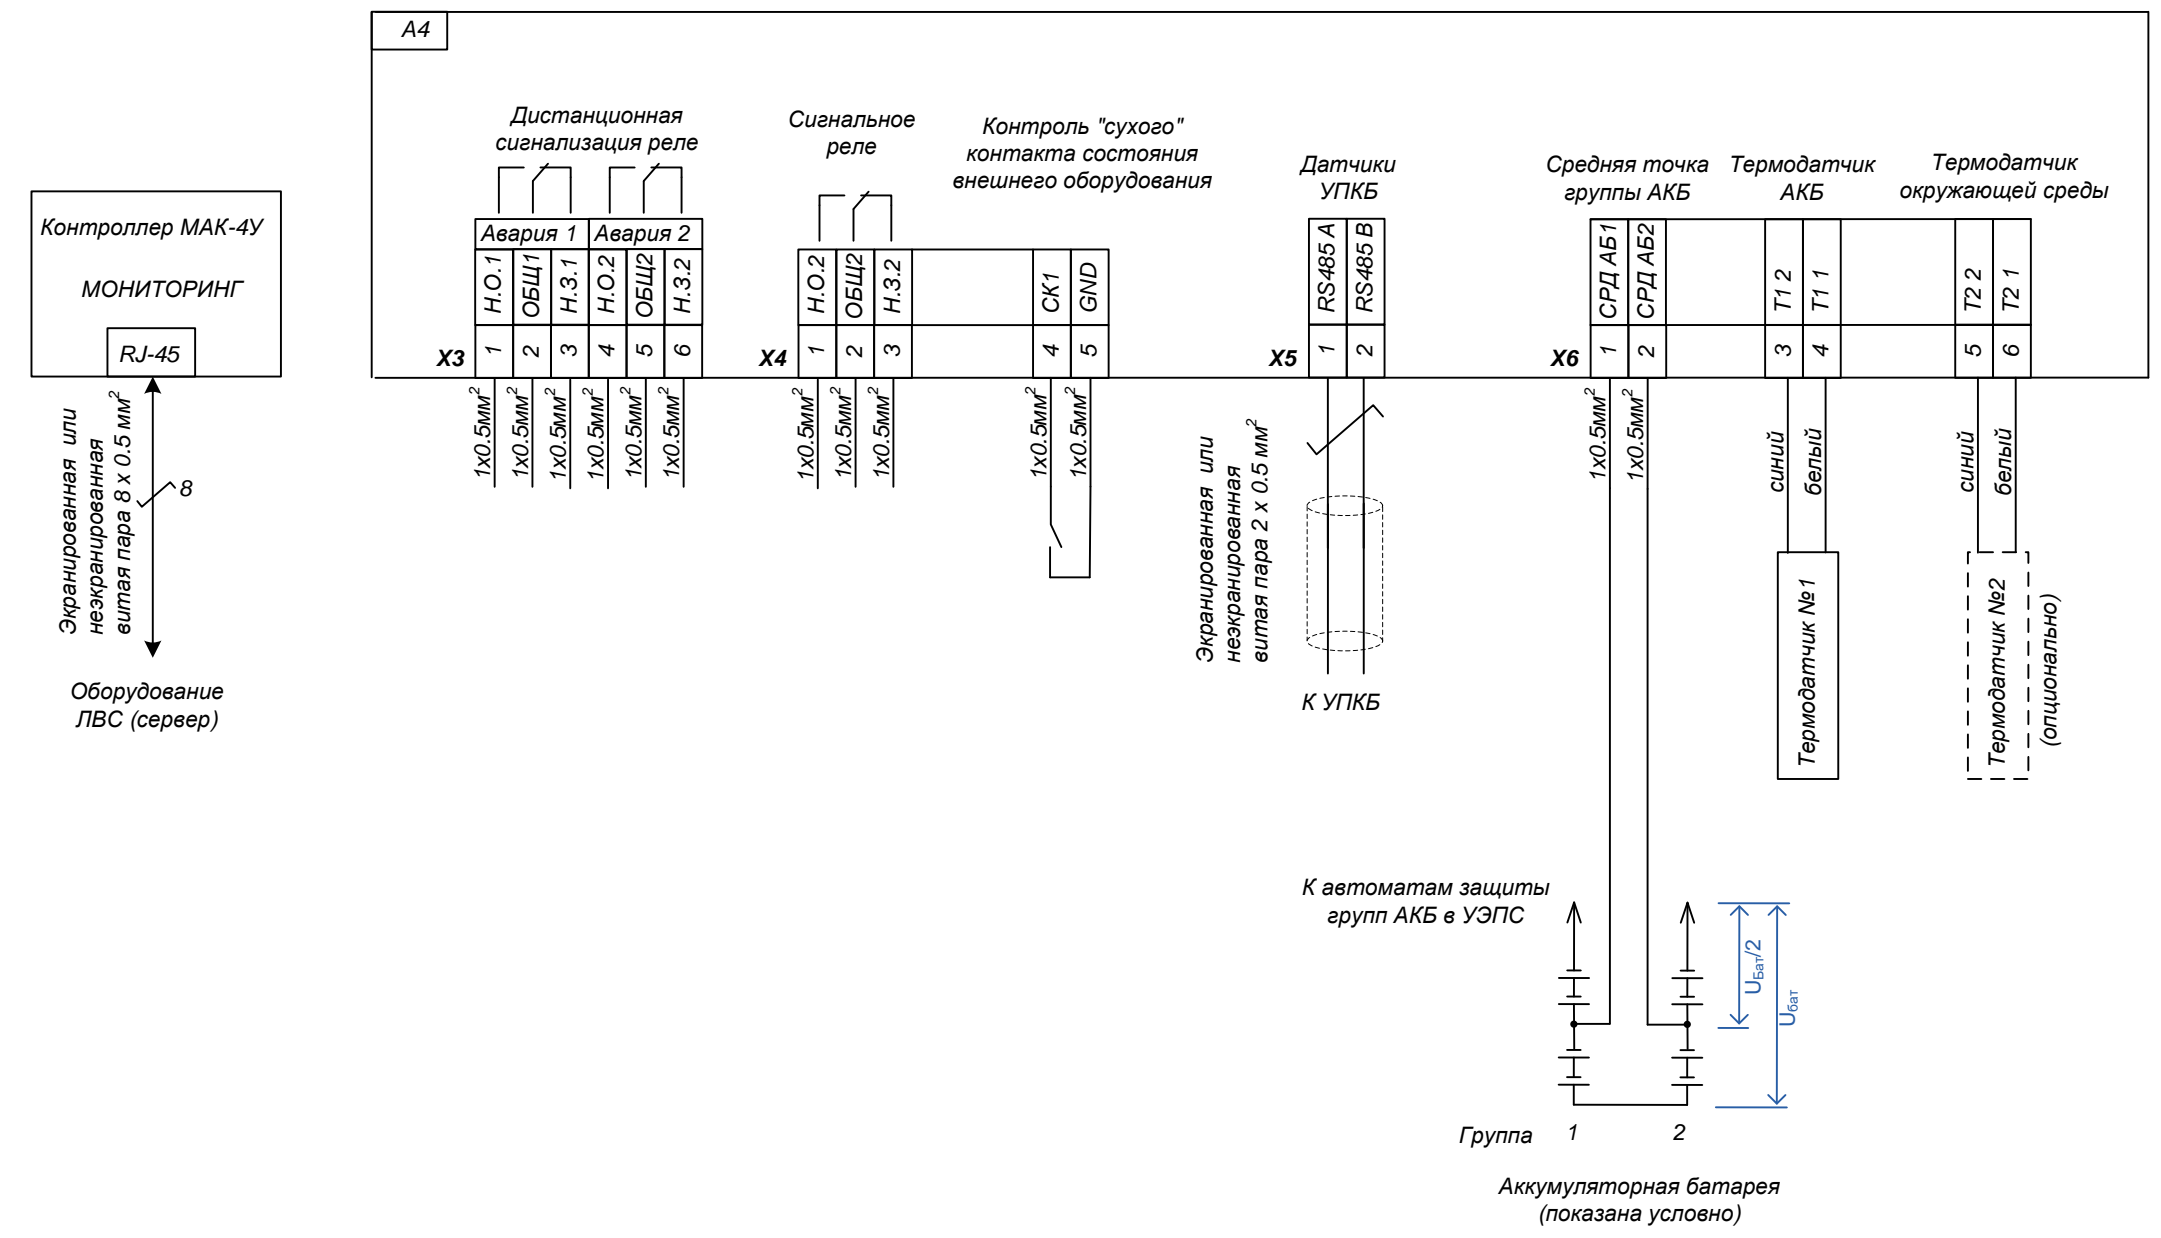 А4
Контроллер МАК-4У
МОНИТОРИНГ
RJ-45
Экранированная или
неэкранированная
витая пара 8 х 0.5 мм²
8
Оборудование
ЛВС (сервер)
Дистанционная
сигнализация реле
Авария 1
Авария 2
Н.О.1
ОБЩ1
Н.З.1
Н.О.2
ОБЩ2
Н.З.2
X3
1
2
3
4
5
6
1х0.5мм²
1х0.5мм²
1х0.5мм²
1х0.5мм²
1х0.5мм²
1х0.5мм²
Сигнальное
реле
Контроль "сухого"
контакта состояния
внешнего оборудования
Н.О.2
ОБЩ2
Н.З.2
СК1
GND
X4
1
2
3
4
5
1х0.5мм²
1х0.5мм²
1х0.5мм²
1х0.5мм²
1х0.5мм²
Датчики
УПКБ
RS485 А
RS485 В
X5
1
2
Экранированная или
неэкранированная
витая пара 2 х 0.5 мм²
К УПКБ
Средняя точка
группы АКБ
Термодатчик
АКБ
Термодатчик
окружающей среды
СРД АБ1
СРД АБ2
Т1 2
Т1 1
Т2 2
Т2 1
X6
1
2
3
4
5
6
1х0.5мм²
1х0.5мм²
синий
белый
синий
белый
Термодатчик №1
Термодатчик №2
(опционально)
К автоматам защиты
групп АКБ в УЭПС
U_Бат/2
U_бат
Группа 1 2
Аккумуляторная батарея
(показана условно)